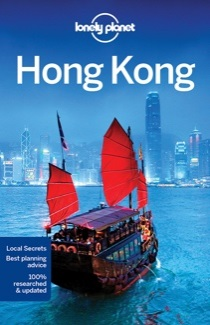 lonely planet
Hong Kong
Local Secrets
Best planning
advice
100%
researched
& updated